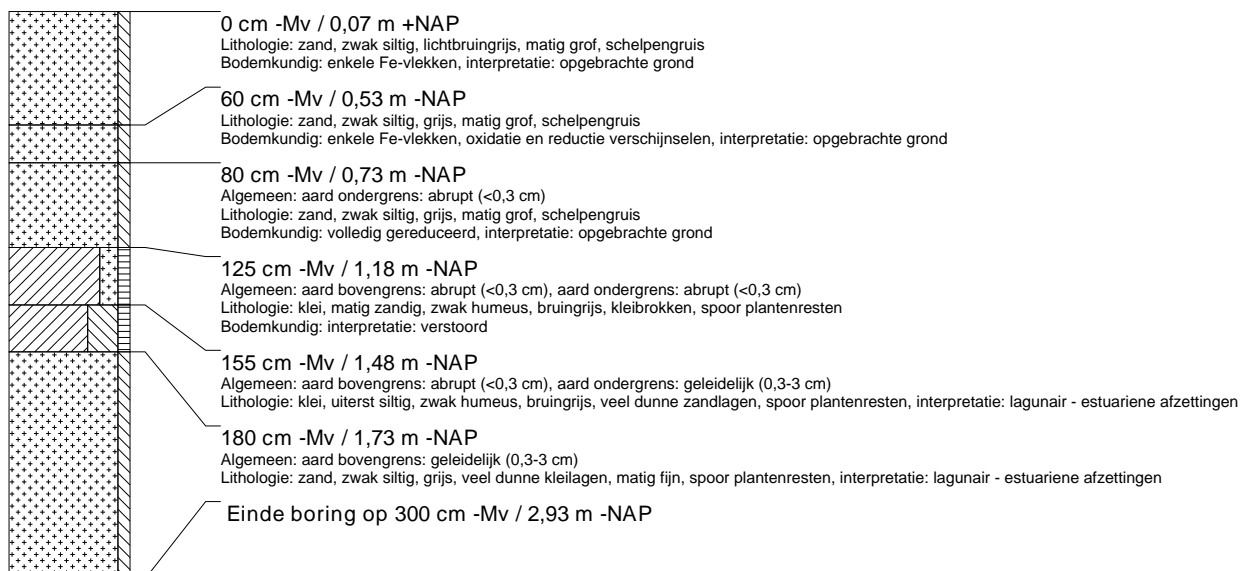 0 cm -Mv / 0,07 m +NAP
Lithologie: zand, zwak siltig, lichtbruingrijs, matig grof, schelpengruis
Bodemkundig: enkele Fe-vlekken, interpretatie: opgebrachte grond
60 cm -Mv / 0,53 m -NAP
Lithologie: zand, zwak siltig, grijs, matig grof, schelpengruis
Bodemkundig: enkele Fe-vlekken, oxidatie en reductie verschijnselen, interpretatie: opgebrachte grond
80 cm -Mv / 0,73 m -NAP
Algemeen: aard ondergrens: abrupt (<0,3 cm)
Lithologie: zand, zwak siltig, grijs, matig grof, schelpengruis
Bodemkundig: volledig gereduceerd, interpretatie: opgebrachte grond
125 cm -Mv / 1,18 m -NAP
Algemeen: aard bovengrens: abrupt (<0,3 cm), aard ondergrens: abrupt (<0,3 cm)
Lithologie: klei, matig zandig, zwak humeus, bruingrijs, kleibrokken, spoor plantenresten
Bodemkundig: interpretatie: verstoord
155 cm -Mv / 1,48 m -NAP
Algemeen: aard bovengrens: abrupt (<0,3 cm), aard ondergrens: geleidelijk (0,3-3 cm)
Lithologie: klei, uiterst siltig, zwak humeus, bruingrijs, veel dunne zandlagen, spoor plantenresten, interpretatie: lagunair - estuariene afzettingen
180 cm -Mv / 1,73 m -NAP
Algemeen: aard bovengrens: geleidelijk (0,3-3 cm)
Lithologie: zand, zwak siltig, grijs, veel dunne kleilagen, matig fijn, spoor plantenresten, interpretatie: lagunair - estuariene afzettingen
Einde boring op 300 cm -Mv / 2,93 m -NAP